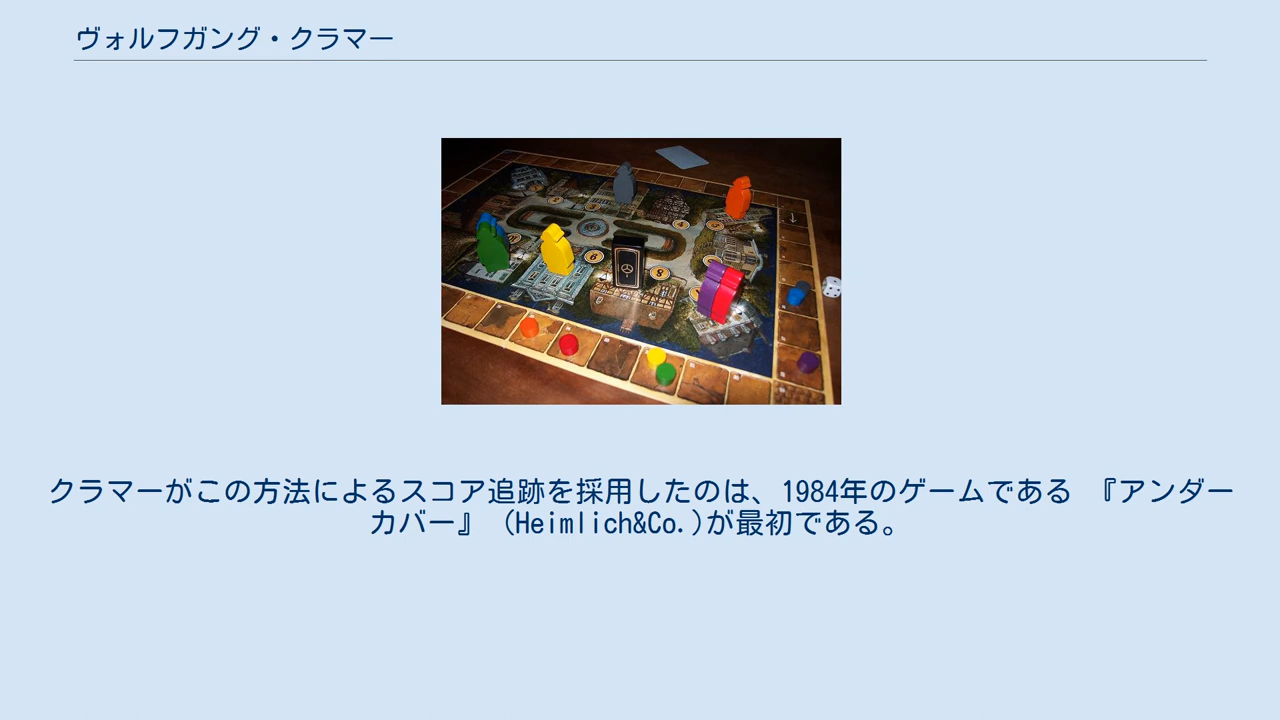 ヴォルフガング・クラマー
クラマーがこの方法によるスコア追跡を採用したのは、1984年のゲームである 『アンダー
カバー』 (Heimlich&Co.)が最初である。